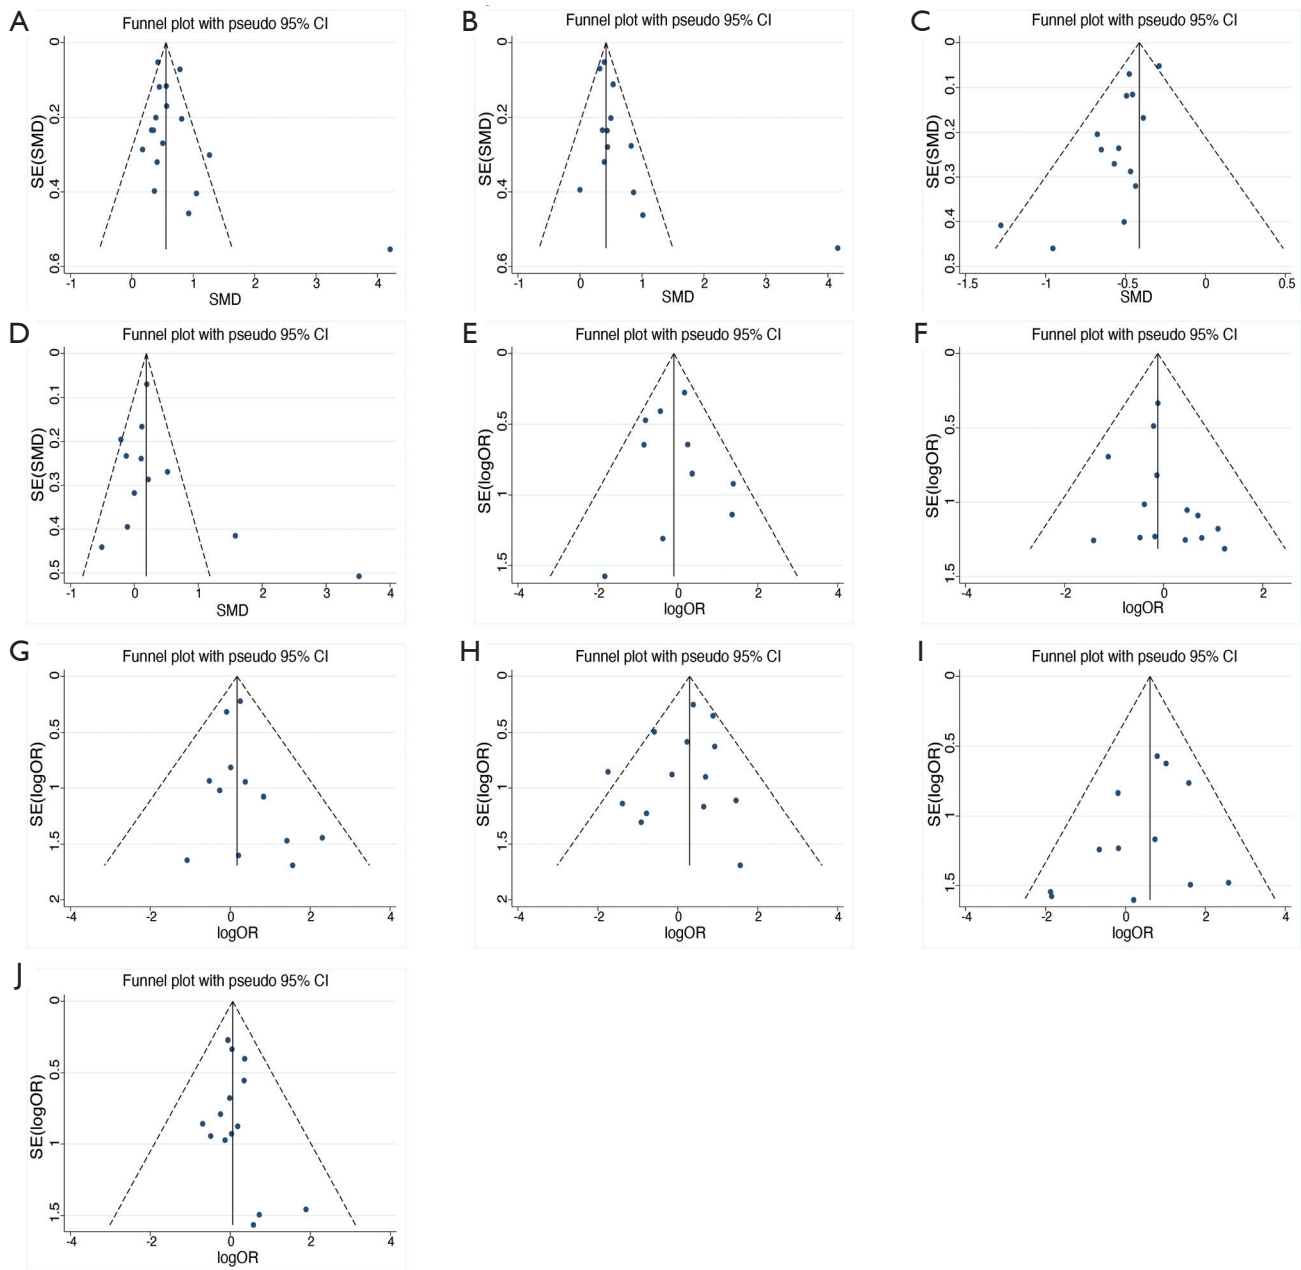 A
Funnel plot with pseudo 95% CI
0
0.2
0.4
0.6
SE(SMD)
-1 0 1 2 3 4
SMD
B
Funnel plot with pseudo 95% CI
0
0.2
0.4
0.6
SE(SMD)
-1 0 1 2 3 4
SMD
C
Funnel plot with pseudo 95% CI
0
0.1
0.2
0.3
0.4
0.5
SE(SMD)
-1.5 -1 -0.5 0 0.5
SMD
D
Funnel plot with pseudo 95% CI
0
0.1
0.2
0.3
0.4
0.5
SE(SMD)
-1 0 1 2 3 4
SMD
E
Funnel plot with pseudo 95% CI
0
0.5
1
1.5
SE(logOR)
-4 -2 0 2 4
logOR
F
Funnel plot with pseudo 95% CI
0
0.5
1
1.5
SE(logOR)
-4 -2 0 2
logOR
G
Funnel plot with pseudo 95% CI
0
0.5
1
1.5
2
SE(logOR)
-4 -2 0 2 4
logOR
H
Funnel plot with pseudo 95% CI
0
0.5
1
1.5
2
SE(logOR)
-4 -2 0 2 4
logOR
I
Funnel plot with pseudo 95% CI
0
0.5
1
1.5
SE(logOR)
-4 -2 0 2 4
logOR
J
Funnel plot with pseudo 95% CI
0
0.5
1
1.5
SE(logOR)
-4 -2 0 2 4
logOR